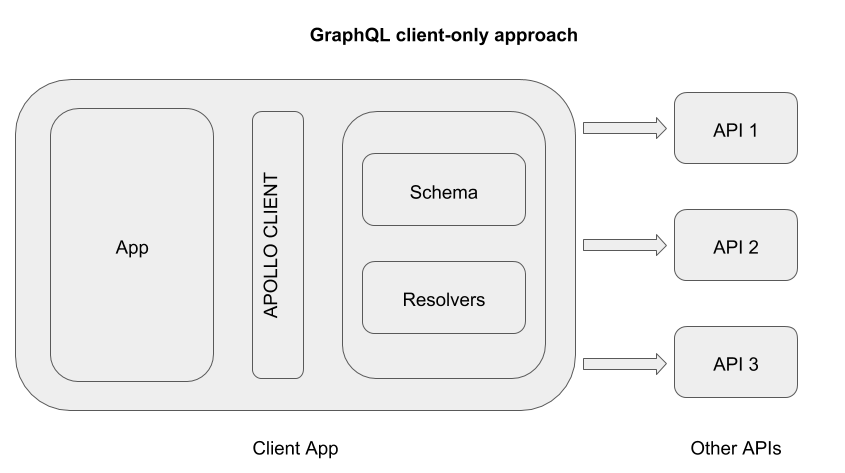 GraphQL client-only approach
App
APOLLO CLIENT
Schema
Resolvers
API 1
API 2
API 3
Client App
Other APIs